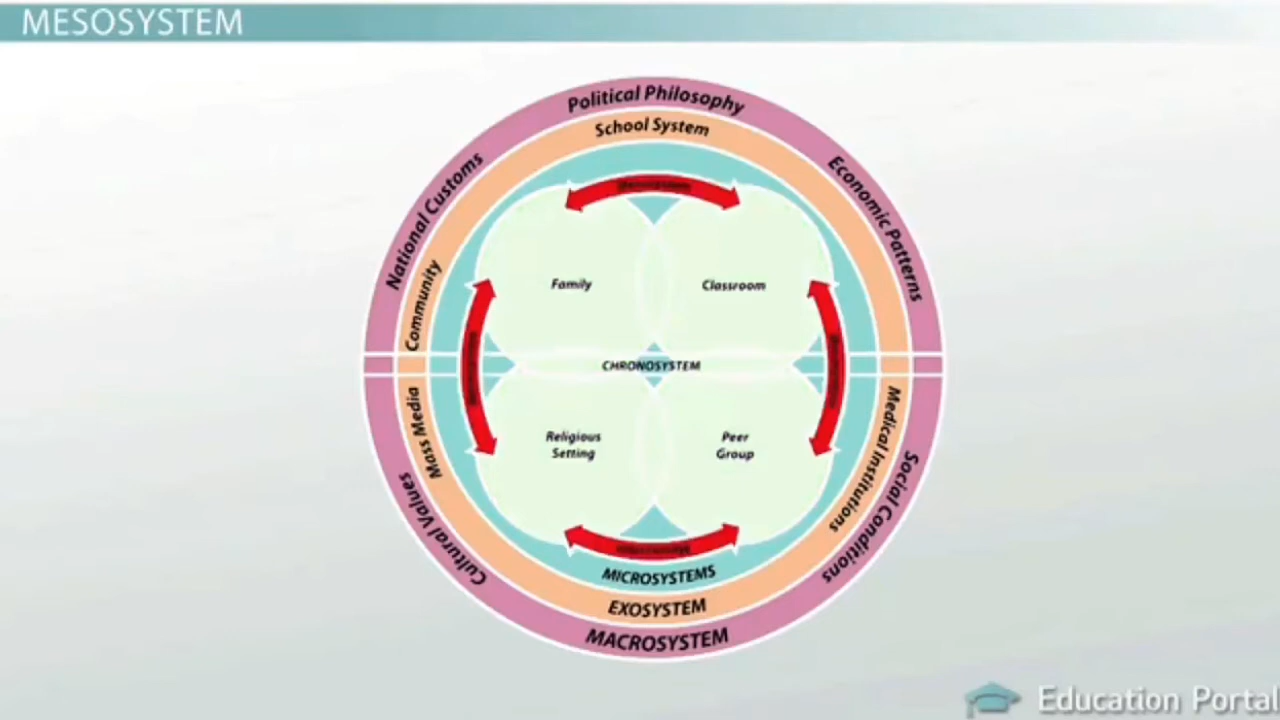 MESOSYSTEM
Political Philosophy
School System
National Customs
Economic Patterns
Community
Family
Classroom
CHRONOSYSTEM
Mass Media
Medical Institutions
Religious
Setting
Peer
Group
Cultural Values
Social Conditions
MICROSYSTEMS
EXOSYSTEM
MACROSYSTEM
Education Portal